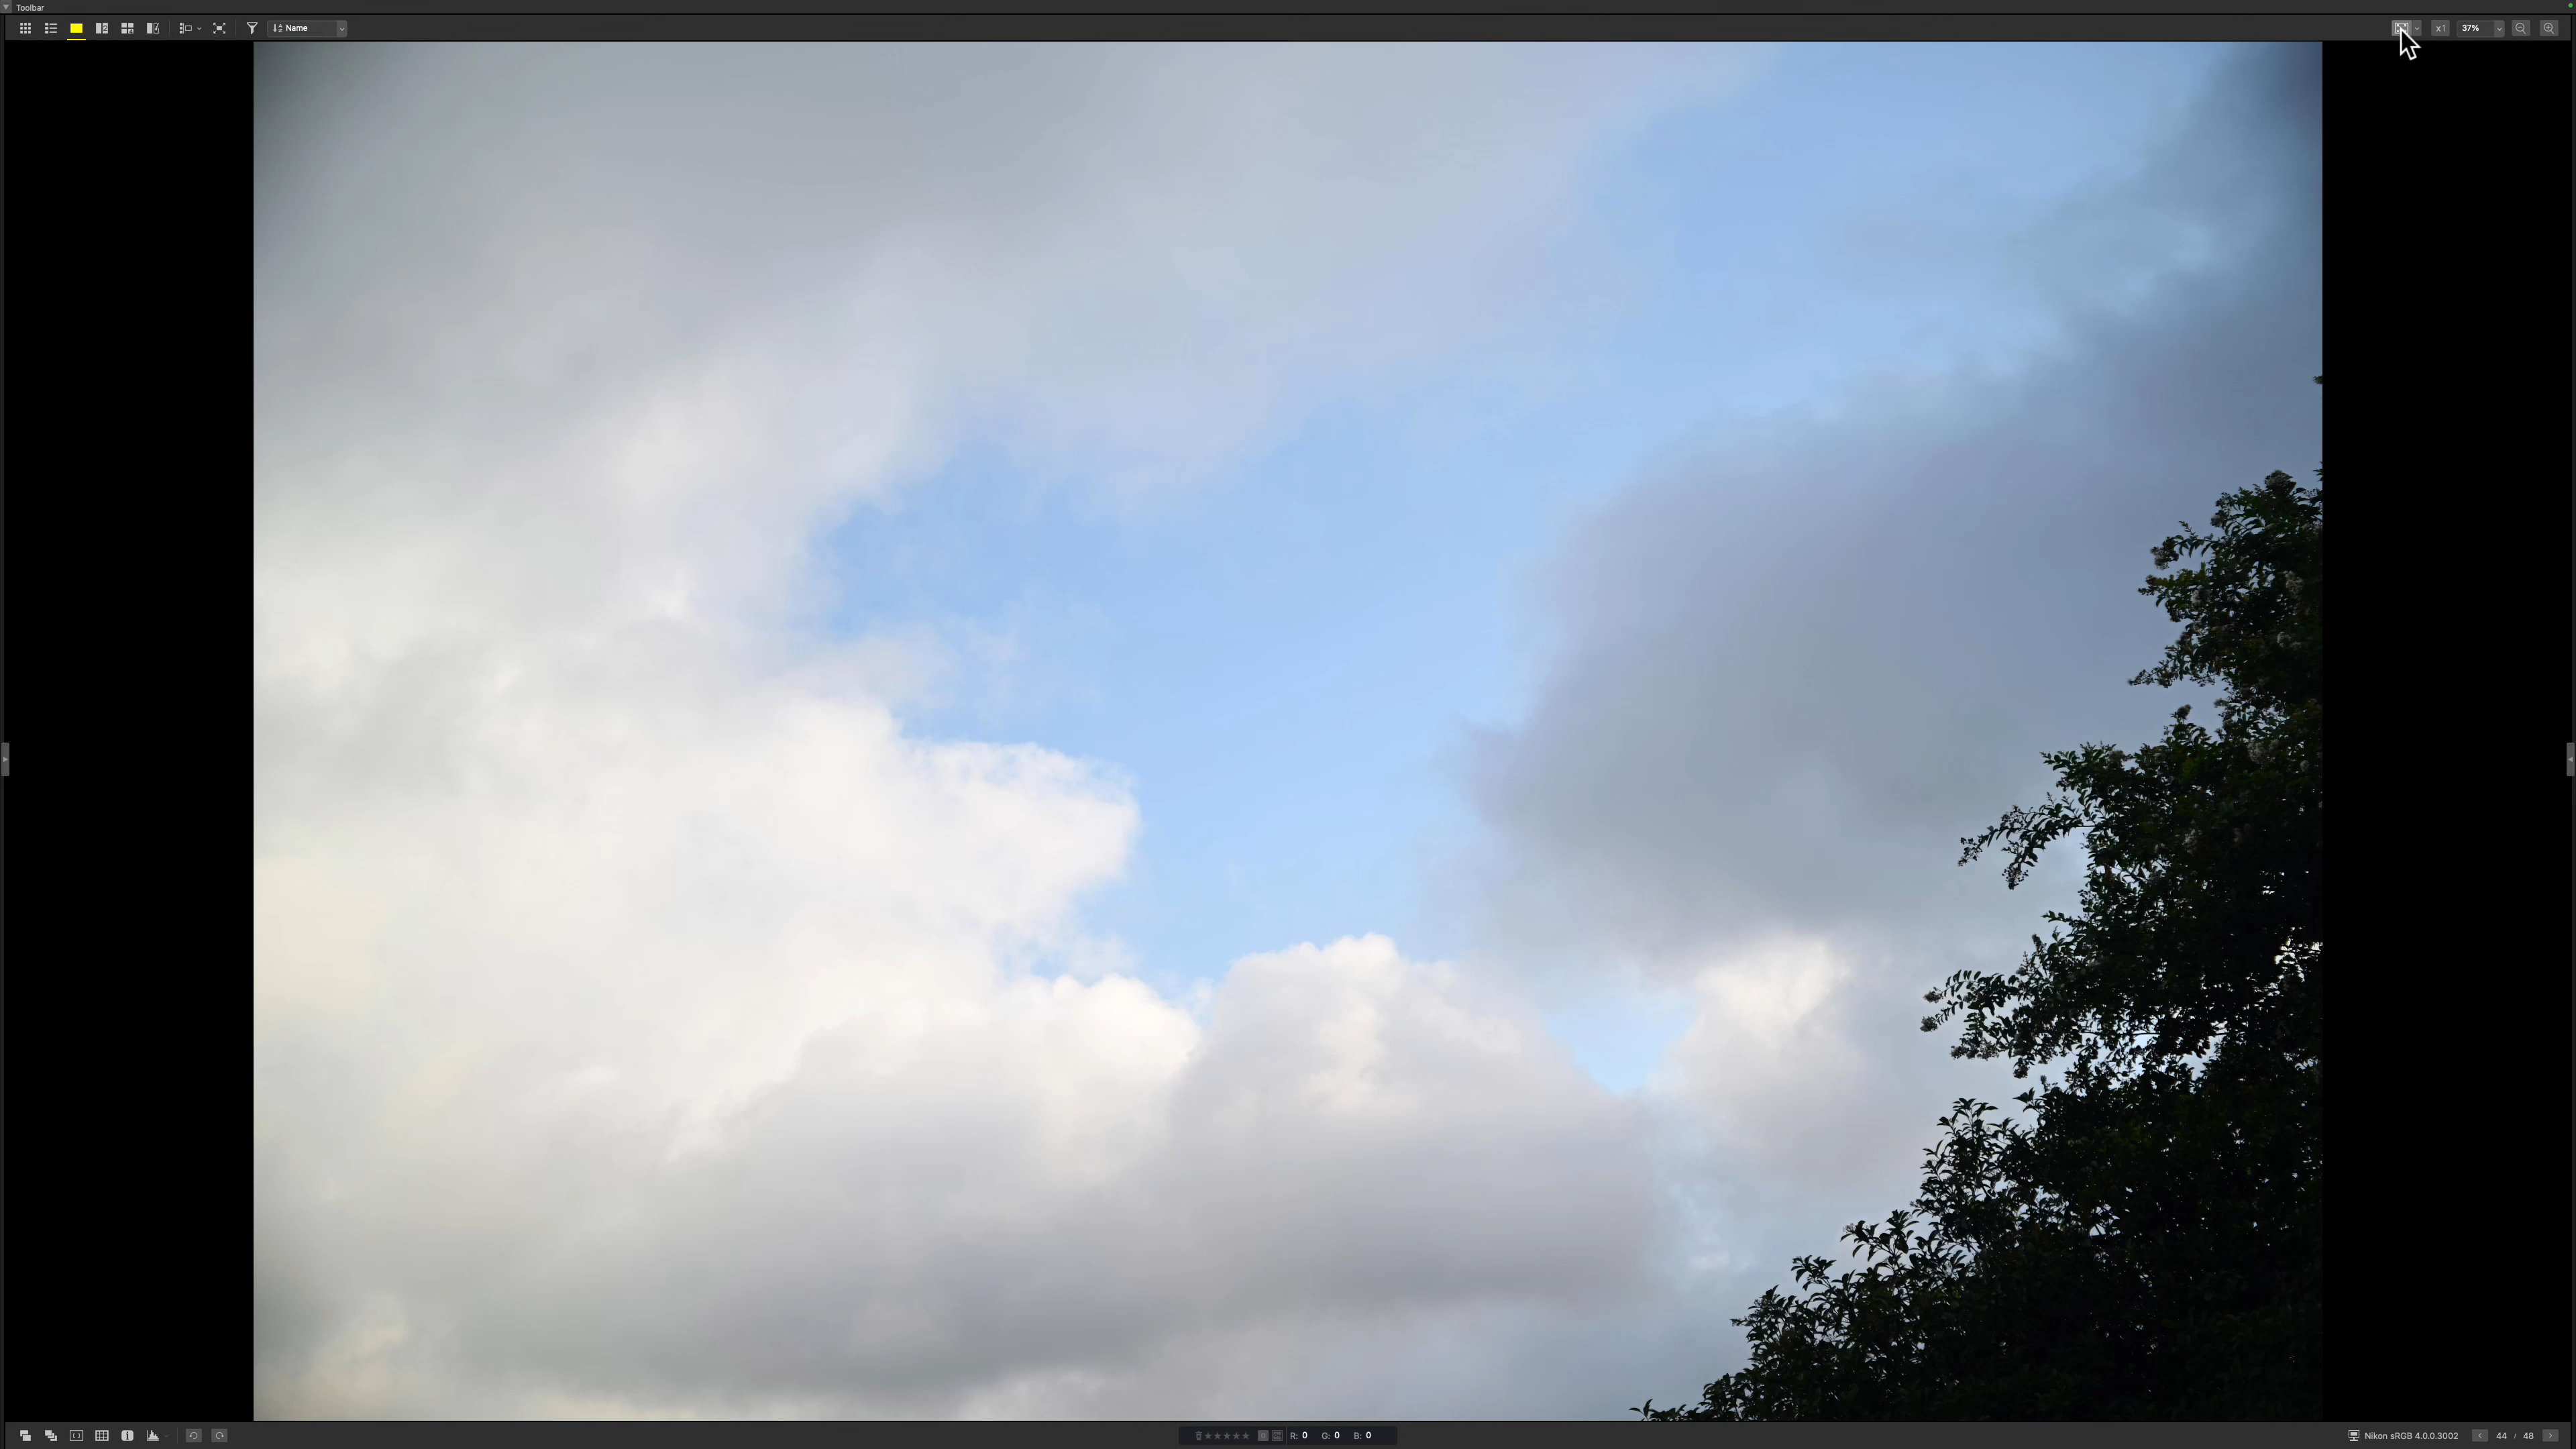 Toolbar
Name
x1
37%
R: 0 G: 0 B: 0
Nikon sRGB 4.0.0.3002
44 / 48